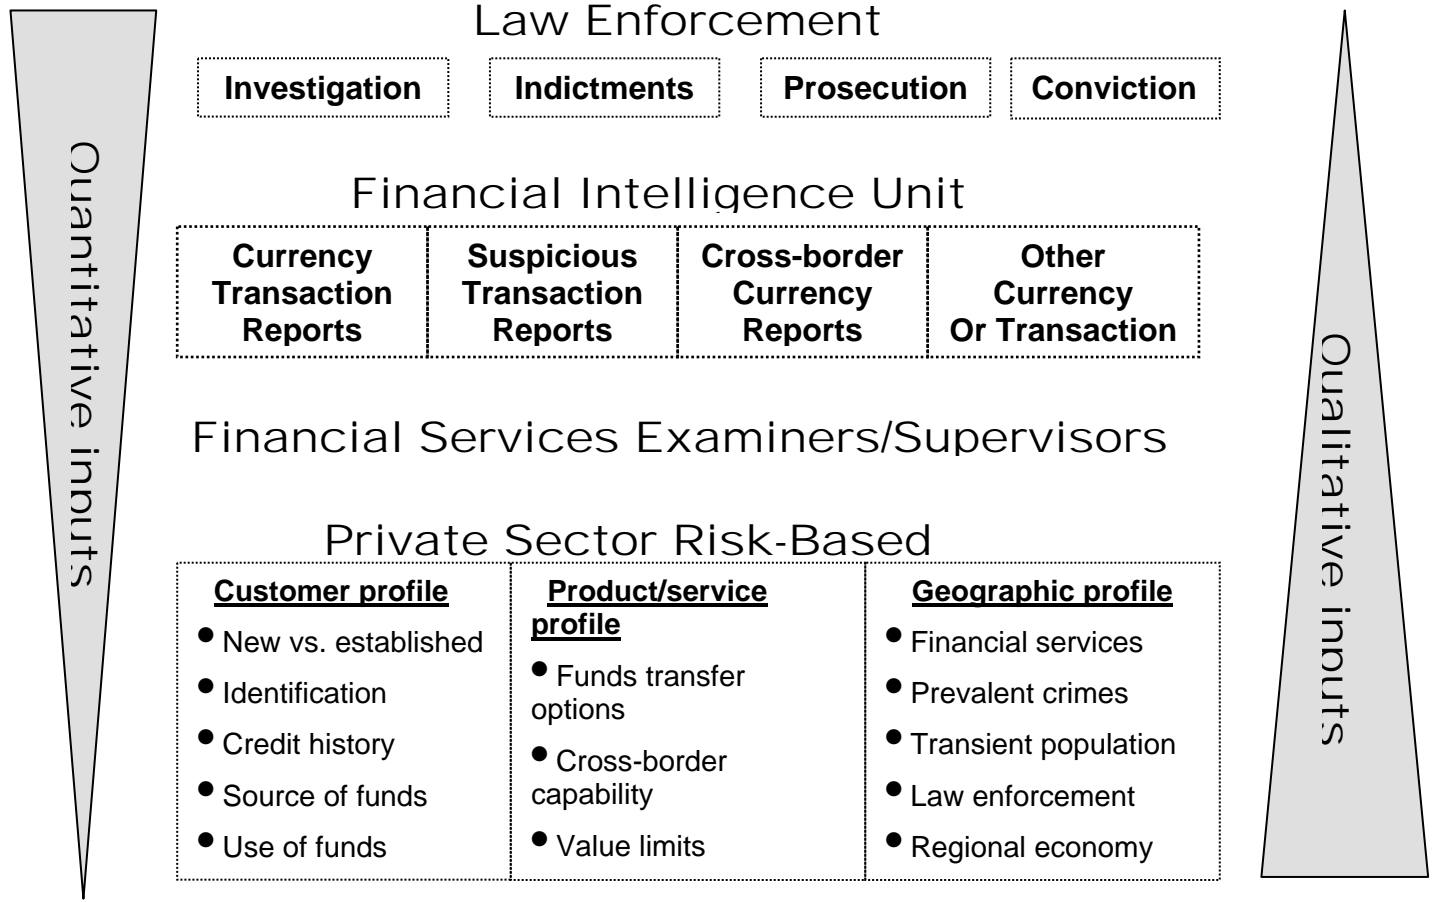 Law Enforcement
Investigation
Indictments
Prosecution
Conviction
Quantitative inputs
Financial Intelligence Unit
Currency
Transaction
Reports
Suspicious
Transaction
Reports
Cross-border
Currency
Reports
Other
Currency
Or Transaction
Qualitative inputs
Financial Services Examiners/Supervisors
Private Sector Risk-Based
Customer profile
● New vs. established
● Identification
● Credit history
● Source of funds
● Use of funds
Product/service
profile
● Funds transfer
options
● Cross-border
capability
● Value limits
Geographic profile
● Financial services
● Prevalent crimes
● Transient population
● Law enforcement
● Regional economy